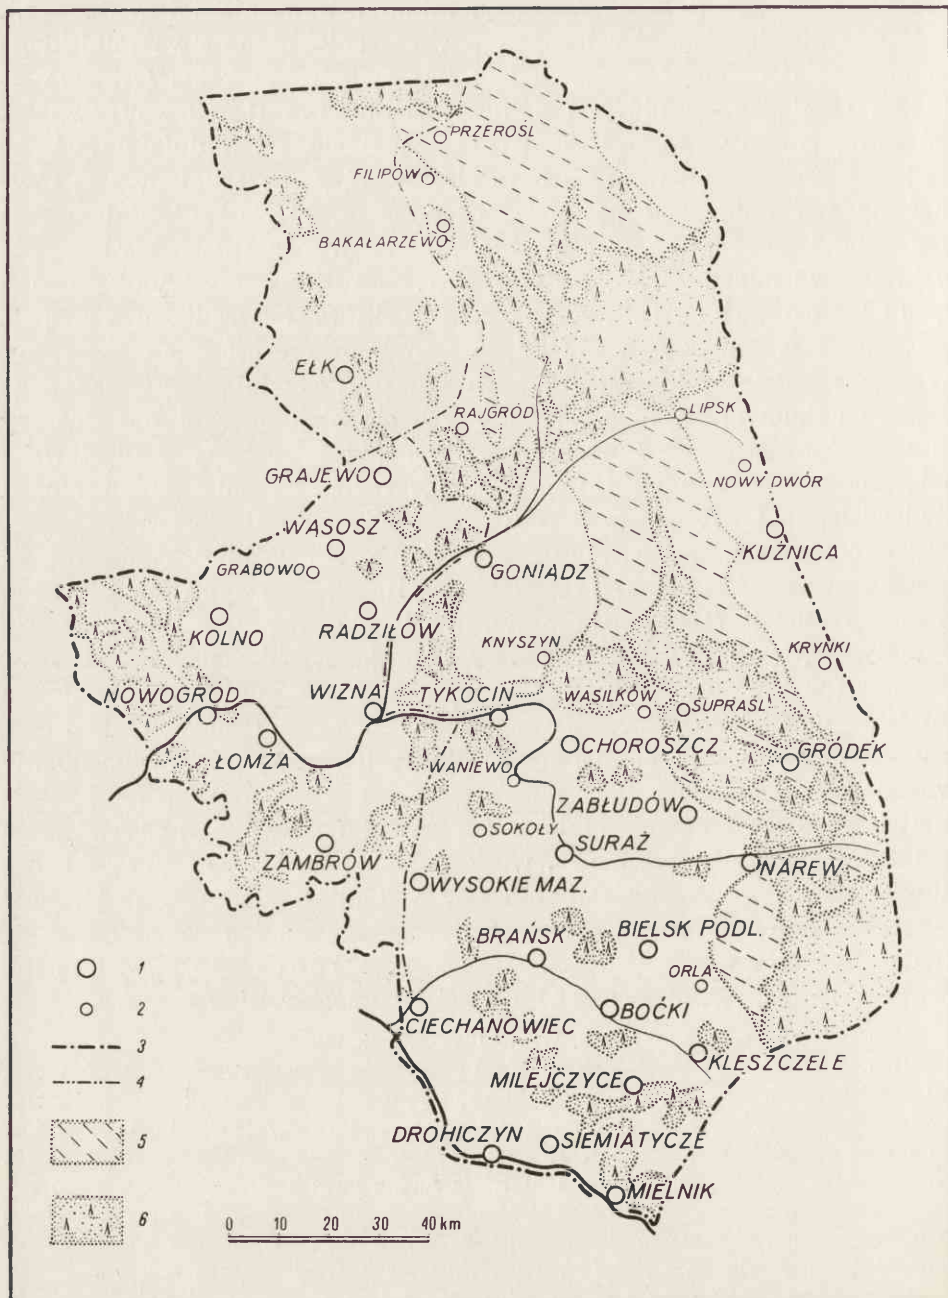 PRZEROŚL
FILIPÓW
BAKAŁARZEWO
EŁK
RAJGRÓD
LIPSK
GRAJEWO
NOWY DWÓR
WĄSOSZ
KUŹNICA
GRABOWO
GONIĄDZ
KOLNO
RADZIŁÓW
KNYSZYN
KRYNKI
NOWOGRÓD
WIZNA
TYKOCIN
WASILKÓW
SUPRAŚL
ŁOMŻA
CHOROSZCZ
GRÓDEK
WANIEWO
ZABŁUDÓW
SOKOŁY
SURAŻ
ZAMBRÓW
NAREW
WYSOKIE MAZ.
BRAŃSK
BIELSK PODL.
ORLA
CIECHANOWIEC
BOĆKI
KLESZCZELE
MILEJCZYCE
DROHICZYN
SIEMIATYCZE
MIELNIK
1
2
3
4
5
6
0 10 20 30 40 km